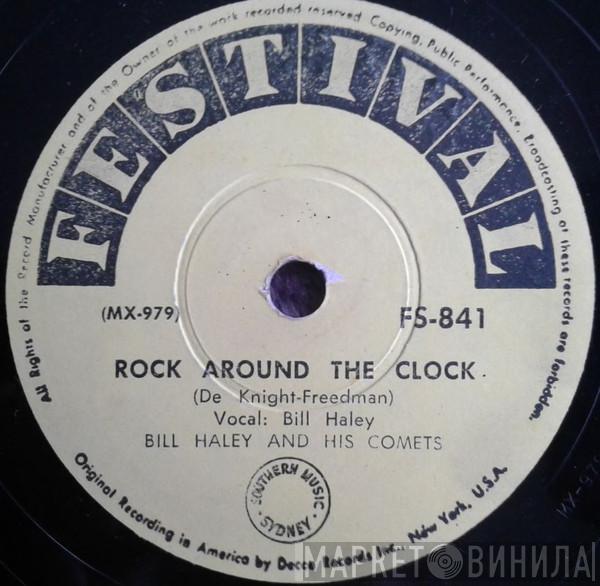 All Rights of the Record Manufacturer and of the Owner of the work recorded reserved Copying, Public Performance, Broadcasting of these records are forbidden.
FESTIVAL
(MX-979)
FS-841
ROCK AROUND THE CLOCK.
(De Knight-Freedman)
Vocal: Bill Haley
BILL HALEY AND HIS COMETS
SOUTHERN MUSIC
• SYDNEY •
Original Recording in America by Decca Records New York, U.S.A.
MX-979
МАРКЕТ ВИНИЛА